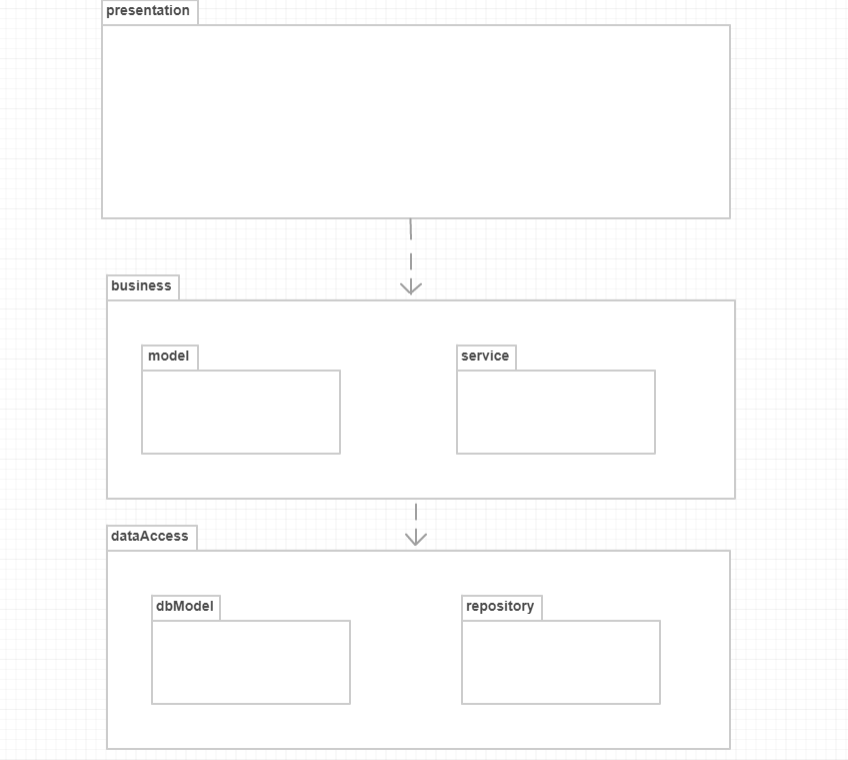 presentation
business
model
service
dataAccess
dbModel
repository